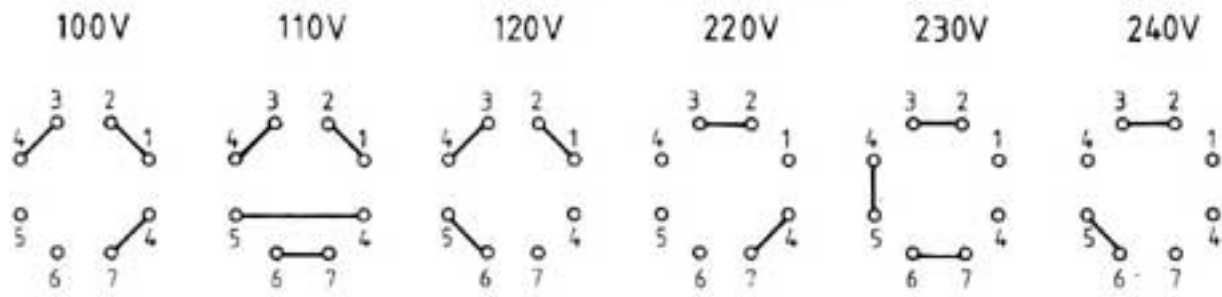 100V 110V 120V 220V 230V 240V
3 2 3 2 3 2 3 2 3 2 3 2
4 1 4 1 4 1 4 1 4 1 4 1
5 4 5 4 5 4 5 4 5 4 5 4
6 7 6 7 6 7 6 7 6 7 6 7